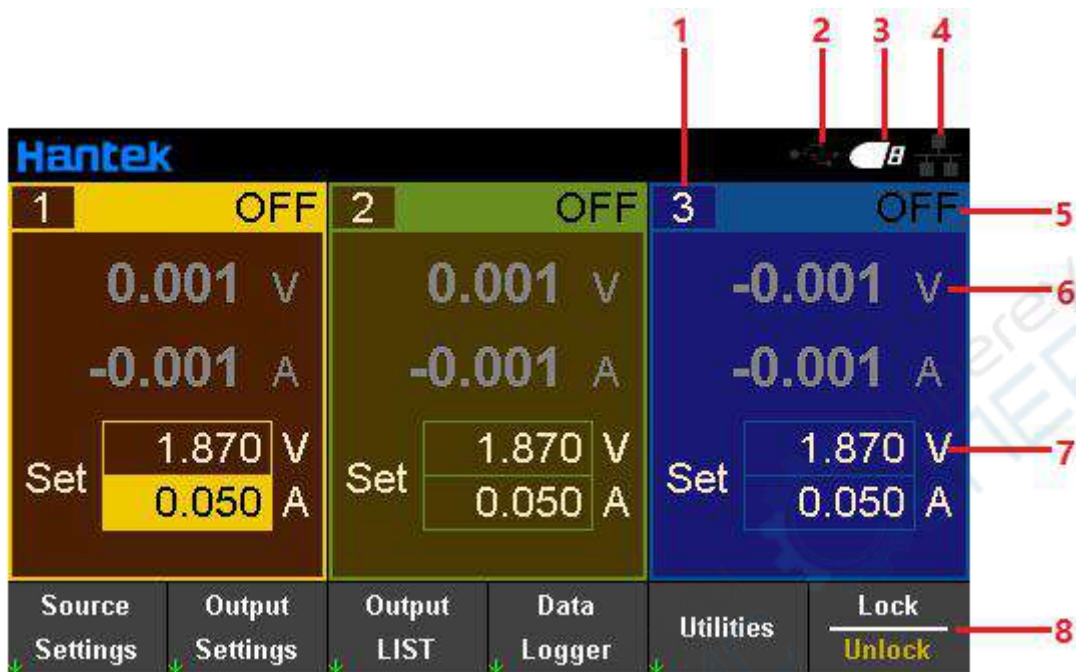 1 2 3 4
Hantek 8
1 OFF 2 OFF 3 OFF 5
0.001 V 0.001 V -0.001 V 6
-0.001 A -0.001 A -0.001 A
1.870 V 1.870 V 1.870 V 7
Set Set Set
0.050 A 0.050 A 0.050 A
Source Output Output Data Utilities Lock
Settings Settings LIST Logger Unlock 8